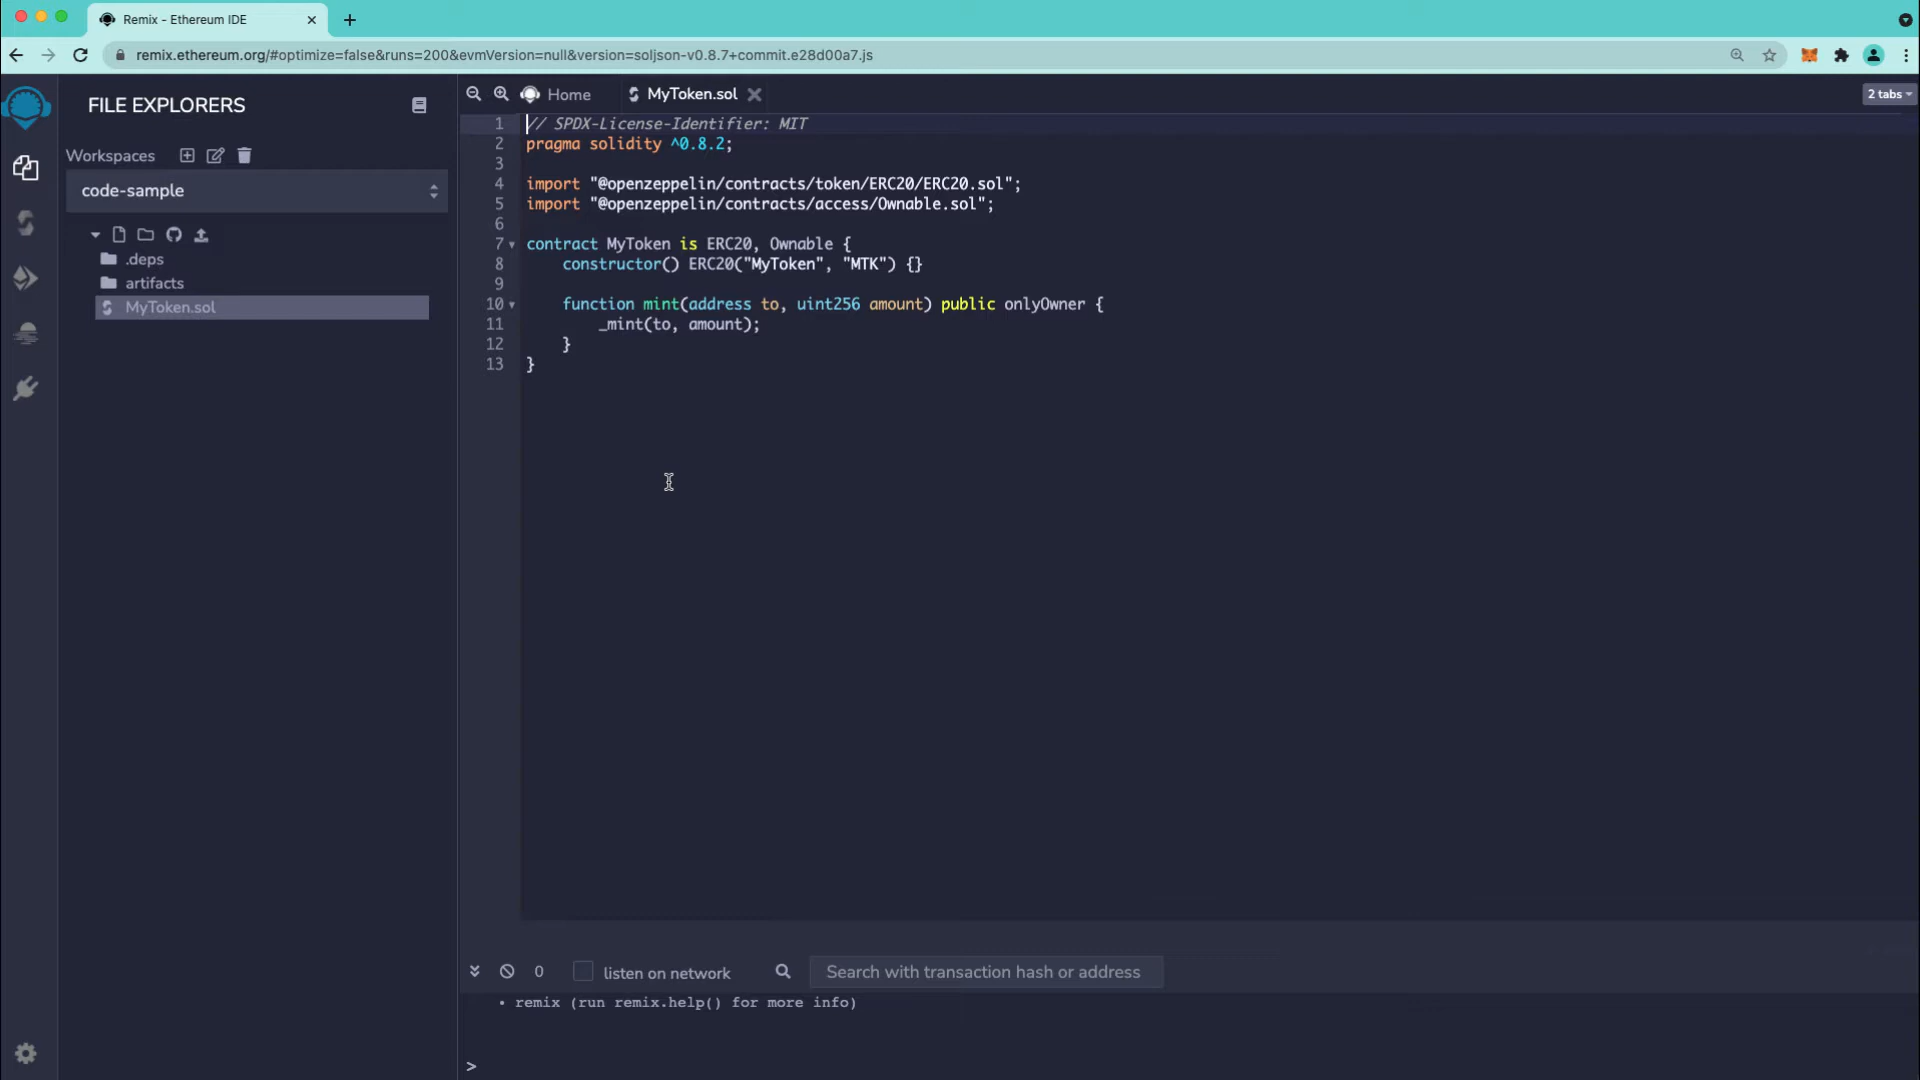 Remix - Ethereum IDE
remix.ethereum.org/#optimize=false&runs=200&evmVersion=null&version=soljson-v0.8.7+commit.e28d00a7.js
FILE EXPLORERS
Workspaces
code-sample
.deps
artifacts
MyToken.sol
Home
MyToken.sol
2 tabs
1 // SPDX-License-Identifier: MIT
2 pragma solidity ^0.8.2;
3
4 import "@openzeppelin/contracts/token/ERC20/ERC20.sol";
5 import "@openzeppelin/contracts/access/Ownable.sol";
6
7 contract MyToken is ERC20, Ownable {
8     constructor() ERC20("MyToken", "MTK") {}
9
10     function mint(address to, uint256 amount) public onlyOwner {
11         _mint(to, amount);
12     }
13 }
0 listen on network Search with transaction hash or address
• remix (run remix.help() for more info)
>